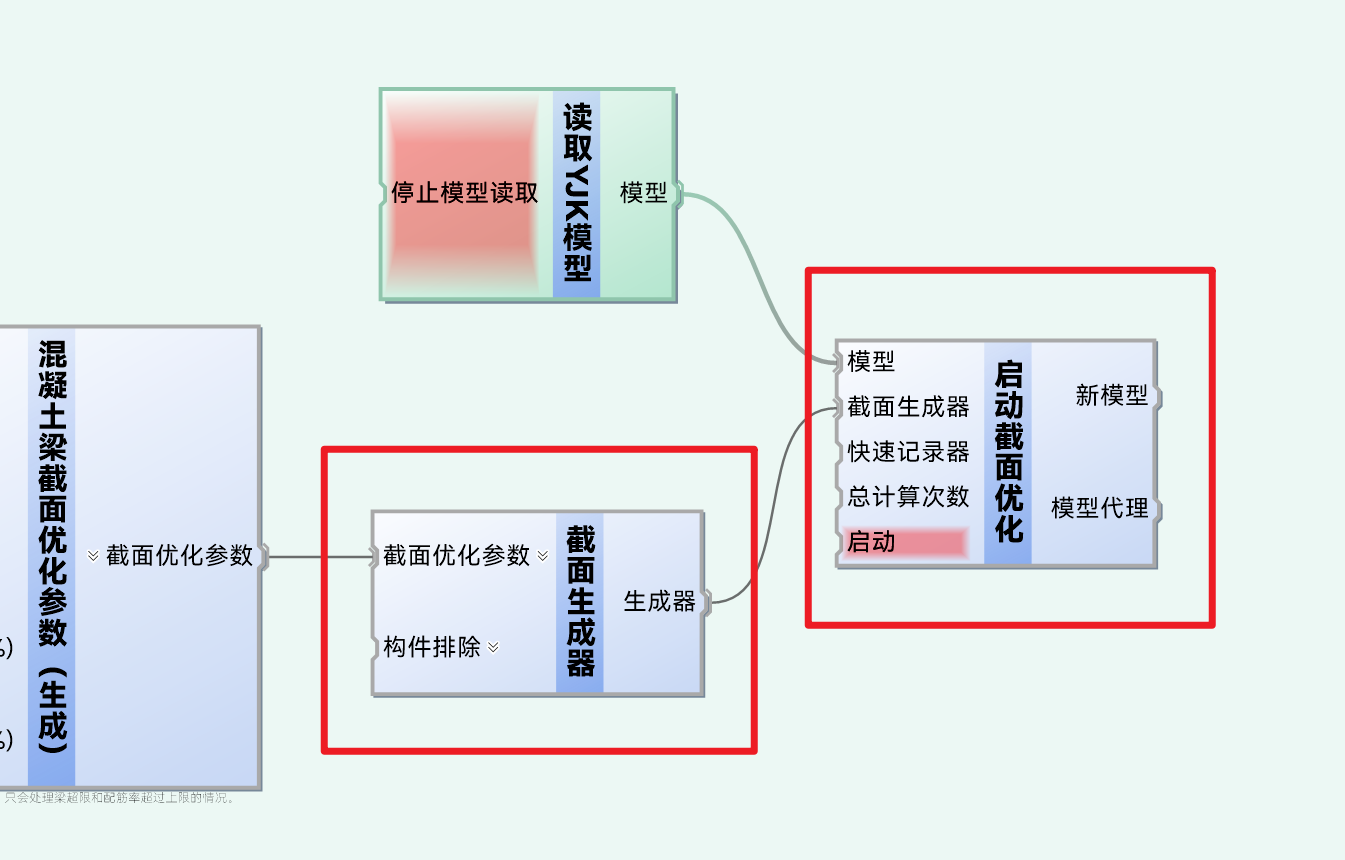 停止模型读取
读取YJK模型
模型
混凝土梁截面优化参数（生成）
截面优化参数
%)
%)
只会处理梁超限和配筋率超过上限的情况。
截面优化参数
构件排除
截面生成器
生成器
模型
截面生成器
快速记录器
总计算次数
启动
启动截面优化
新模型
模型代理